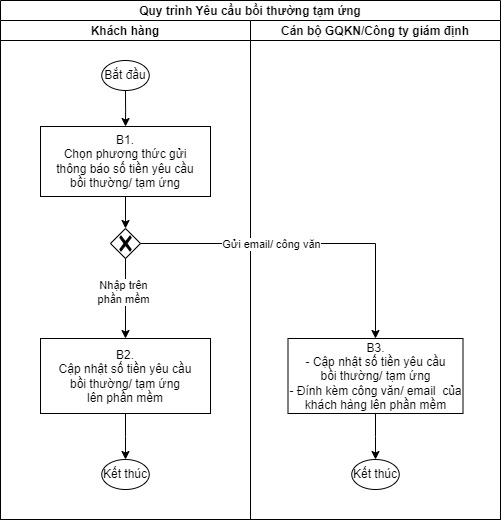 Quy trình Yêu cầu bồi thường tạm ứng
Khách hàng
Cán bộ GQKN/Công ty giám định
Bắt đầu
B1.
Chọn phương thức gửi
thông báo số tiền yêu cầu
bồi thường/ tạm ứng
Gửi email/ công văn
Nhập trên
phần mềm
B2.
Cập nhật số tiền yêu cầu
bồi thường/ tạm ứng
lên phần mềm
B3.
- Cập nhật số tiền yêu cầu
bồi thường/ tạm ứng
- Đính kèm công văn/ email của
khách hàng lên phần mềm
Kết thúc
Kết thúc